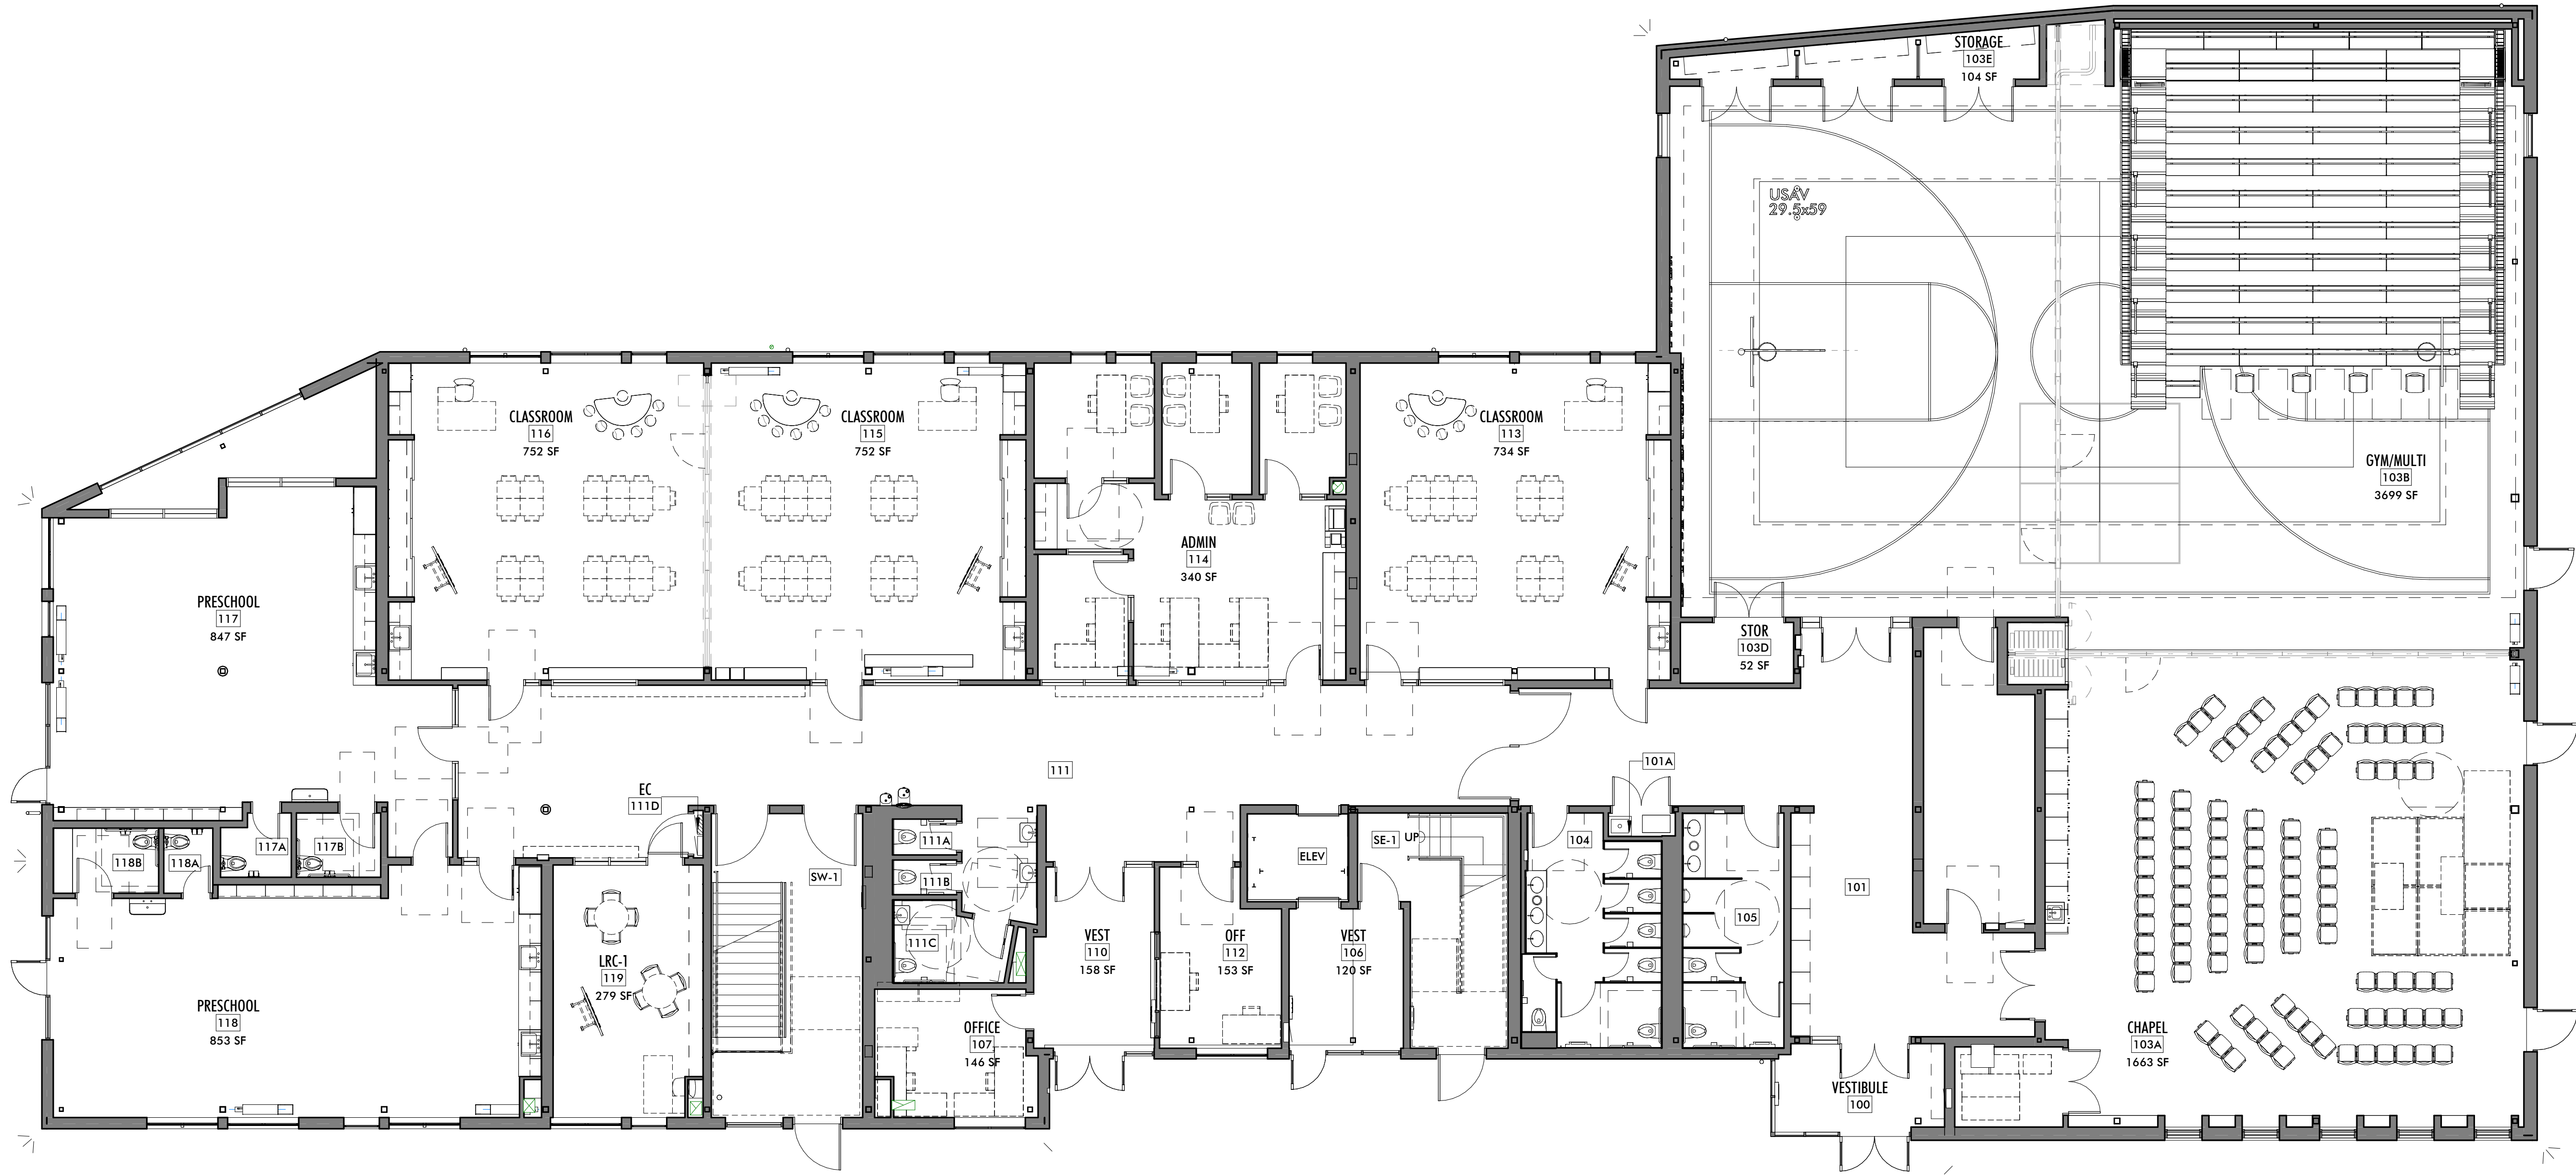 STORAGE
103E
104 SF
USAV
29.5x59
CLASSROOM
116
752 SF
CLASSROOM
115
752 SF
CLASSROOM
113
734 SF
GYM/MULTI
103B
3699 SF
ADMIN
114
340 SF
PRESCHOOL
117
847 SF
STOR
103D
52 SF
111
101A
EC
111D
118B
118A
117A
117B
SW-1
111A
111B
111C
ELEV
SE-1
UP
104
105
101
LRC-1
119
279 SF
VEST
110
158 SF
OFF
112
153 SF
VEST
106
120 SF
PRESCHOOL
118
853 SF
OFFICE
107
146 SF
CHAPEL
103A
1663 SF
VESTIBULE
100